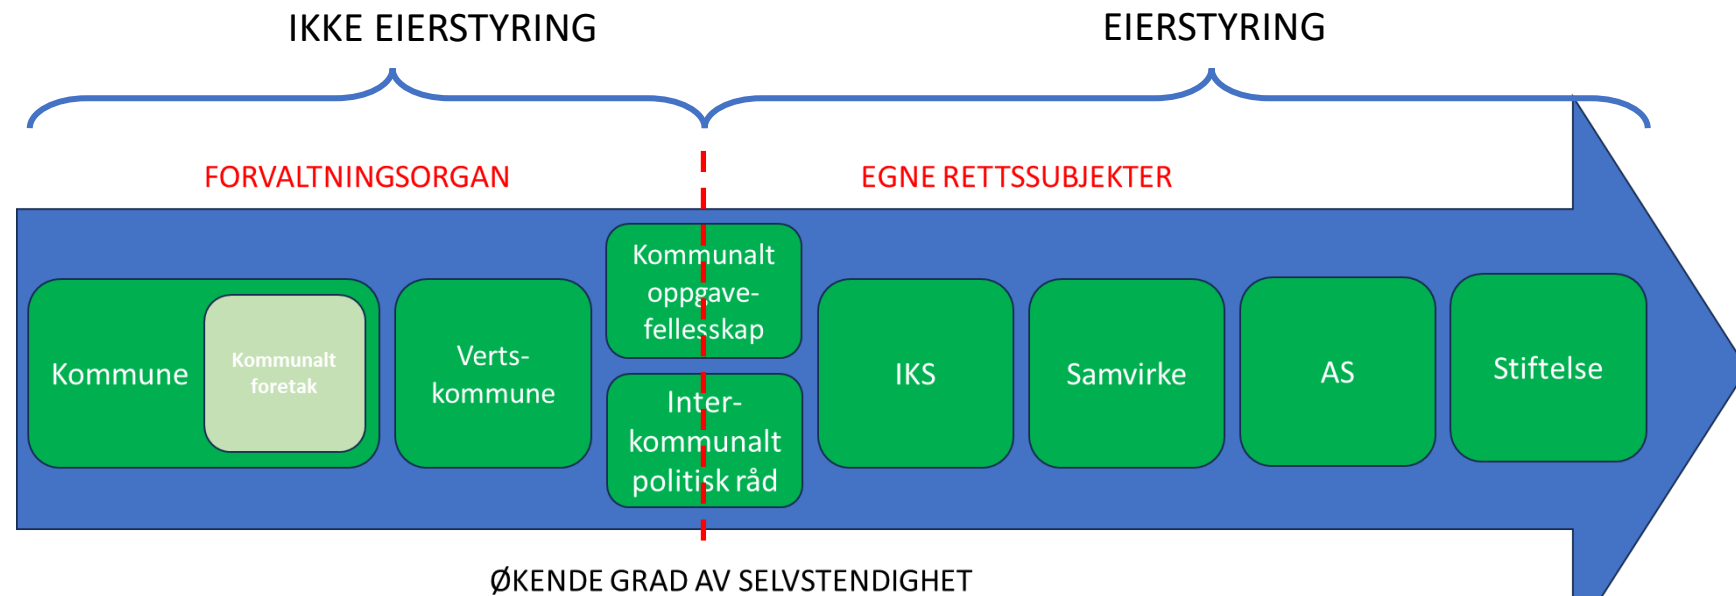 IKKE EIERSTYRING
EIERSTYRING
FORVALTNINGSORGAN
EGNE RETTSSUBJEKTER
Kommune
Kommunalt
foretak
Verts-
kommune
Kommunalt
oppgave-
fellesskap
Inter-
kommunalt
politisk råd
IKS
Samvirke
AS
Stiftelse
ØKENDE GRAD AV SELVSTENDIGHET